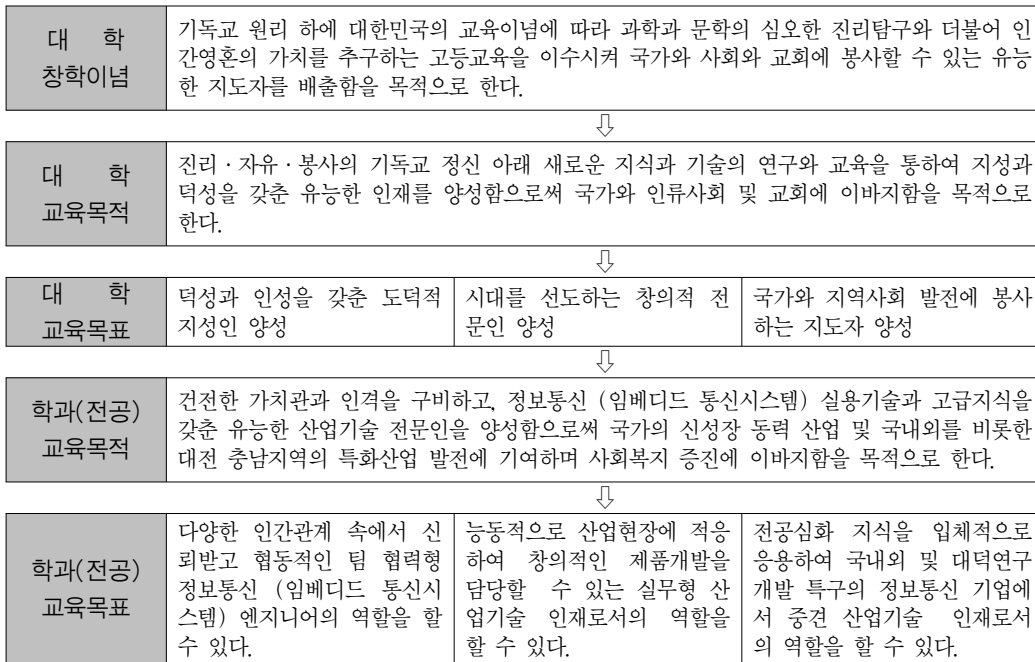 대 학
창학이념
기독교 원리 하에 대한민국의 교육이념에 따라 과학과 문학의 심오한 진리탐구와 더불어 인
간영혼의 가치를 추구하는 고등교육을 이수시켜 국가와 사회와 교회에 봉사할 수 있는 유능
한 지도자를 배출함을 목적으로 한다.
⇩
대 학
교육목적
진리·자유·봉사의 기독교 정신 아래 새로운 지식과 기술의 연구와 교육을 통하여 지성과
덕성을 갖춘 유능한 인재를 양성함으로써 국가와 인류사회 및 교회에 이바지함을 목적으로
한다.
⇩
대 학
교육목표
덕성과 인성을 갖춘 도덕적
지성인 양성
시대를 선도하는 창의적 전
문인 양성
국가와 지역사회 발전에 봉사
하는 지도자 양성
⇩
학과(전공)
교육목적
건전한 가치관과 인격을 구비하고, 정보통신 (임베디드 통신시스템) 실용기술과 고급지식을
갖춘 유능한 산업기술 전문인을 양성함으로써 국가의 신성장 동력 산업 및 국내외를 비롯한
대전 충남지역의 특화산업 발전에 기여하며 사회복지 증진에 이바지함을 목적으로 한다.
⇩
학과(전공)
교육목표
다양한 인간관계 속에서 신
뢰받고 협동적인 팀 협력형
정보통신 (임베디드 통신시
스템) 엔지니어의 역할을 할
수 있다.
능동적으로 산업현장에 적응
하여 창의적인 제품개발을
담당할 수 있는 실무형 산
업기술 인재로서의 역할을
할 수 있다.
전공심화 지식을 입체적으로
응용하여 국내외 및 대덕연구
개발 특구의 정보통신 기업에
서 중견 산업기술 인재로서
의 역할을 할 수 있다.